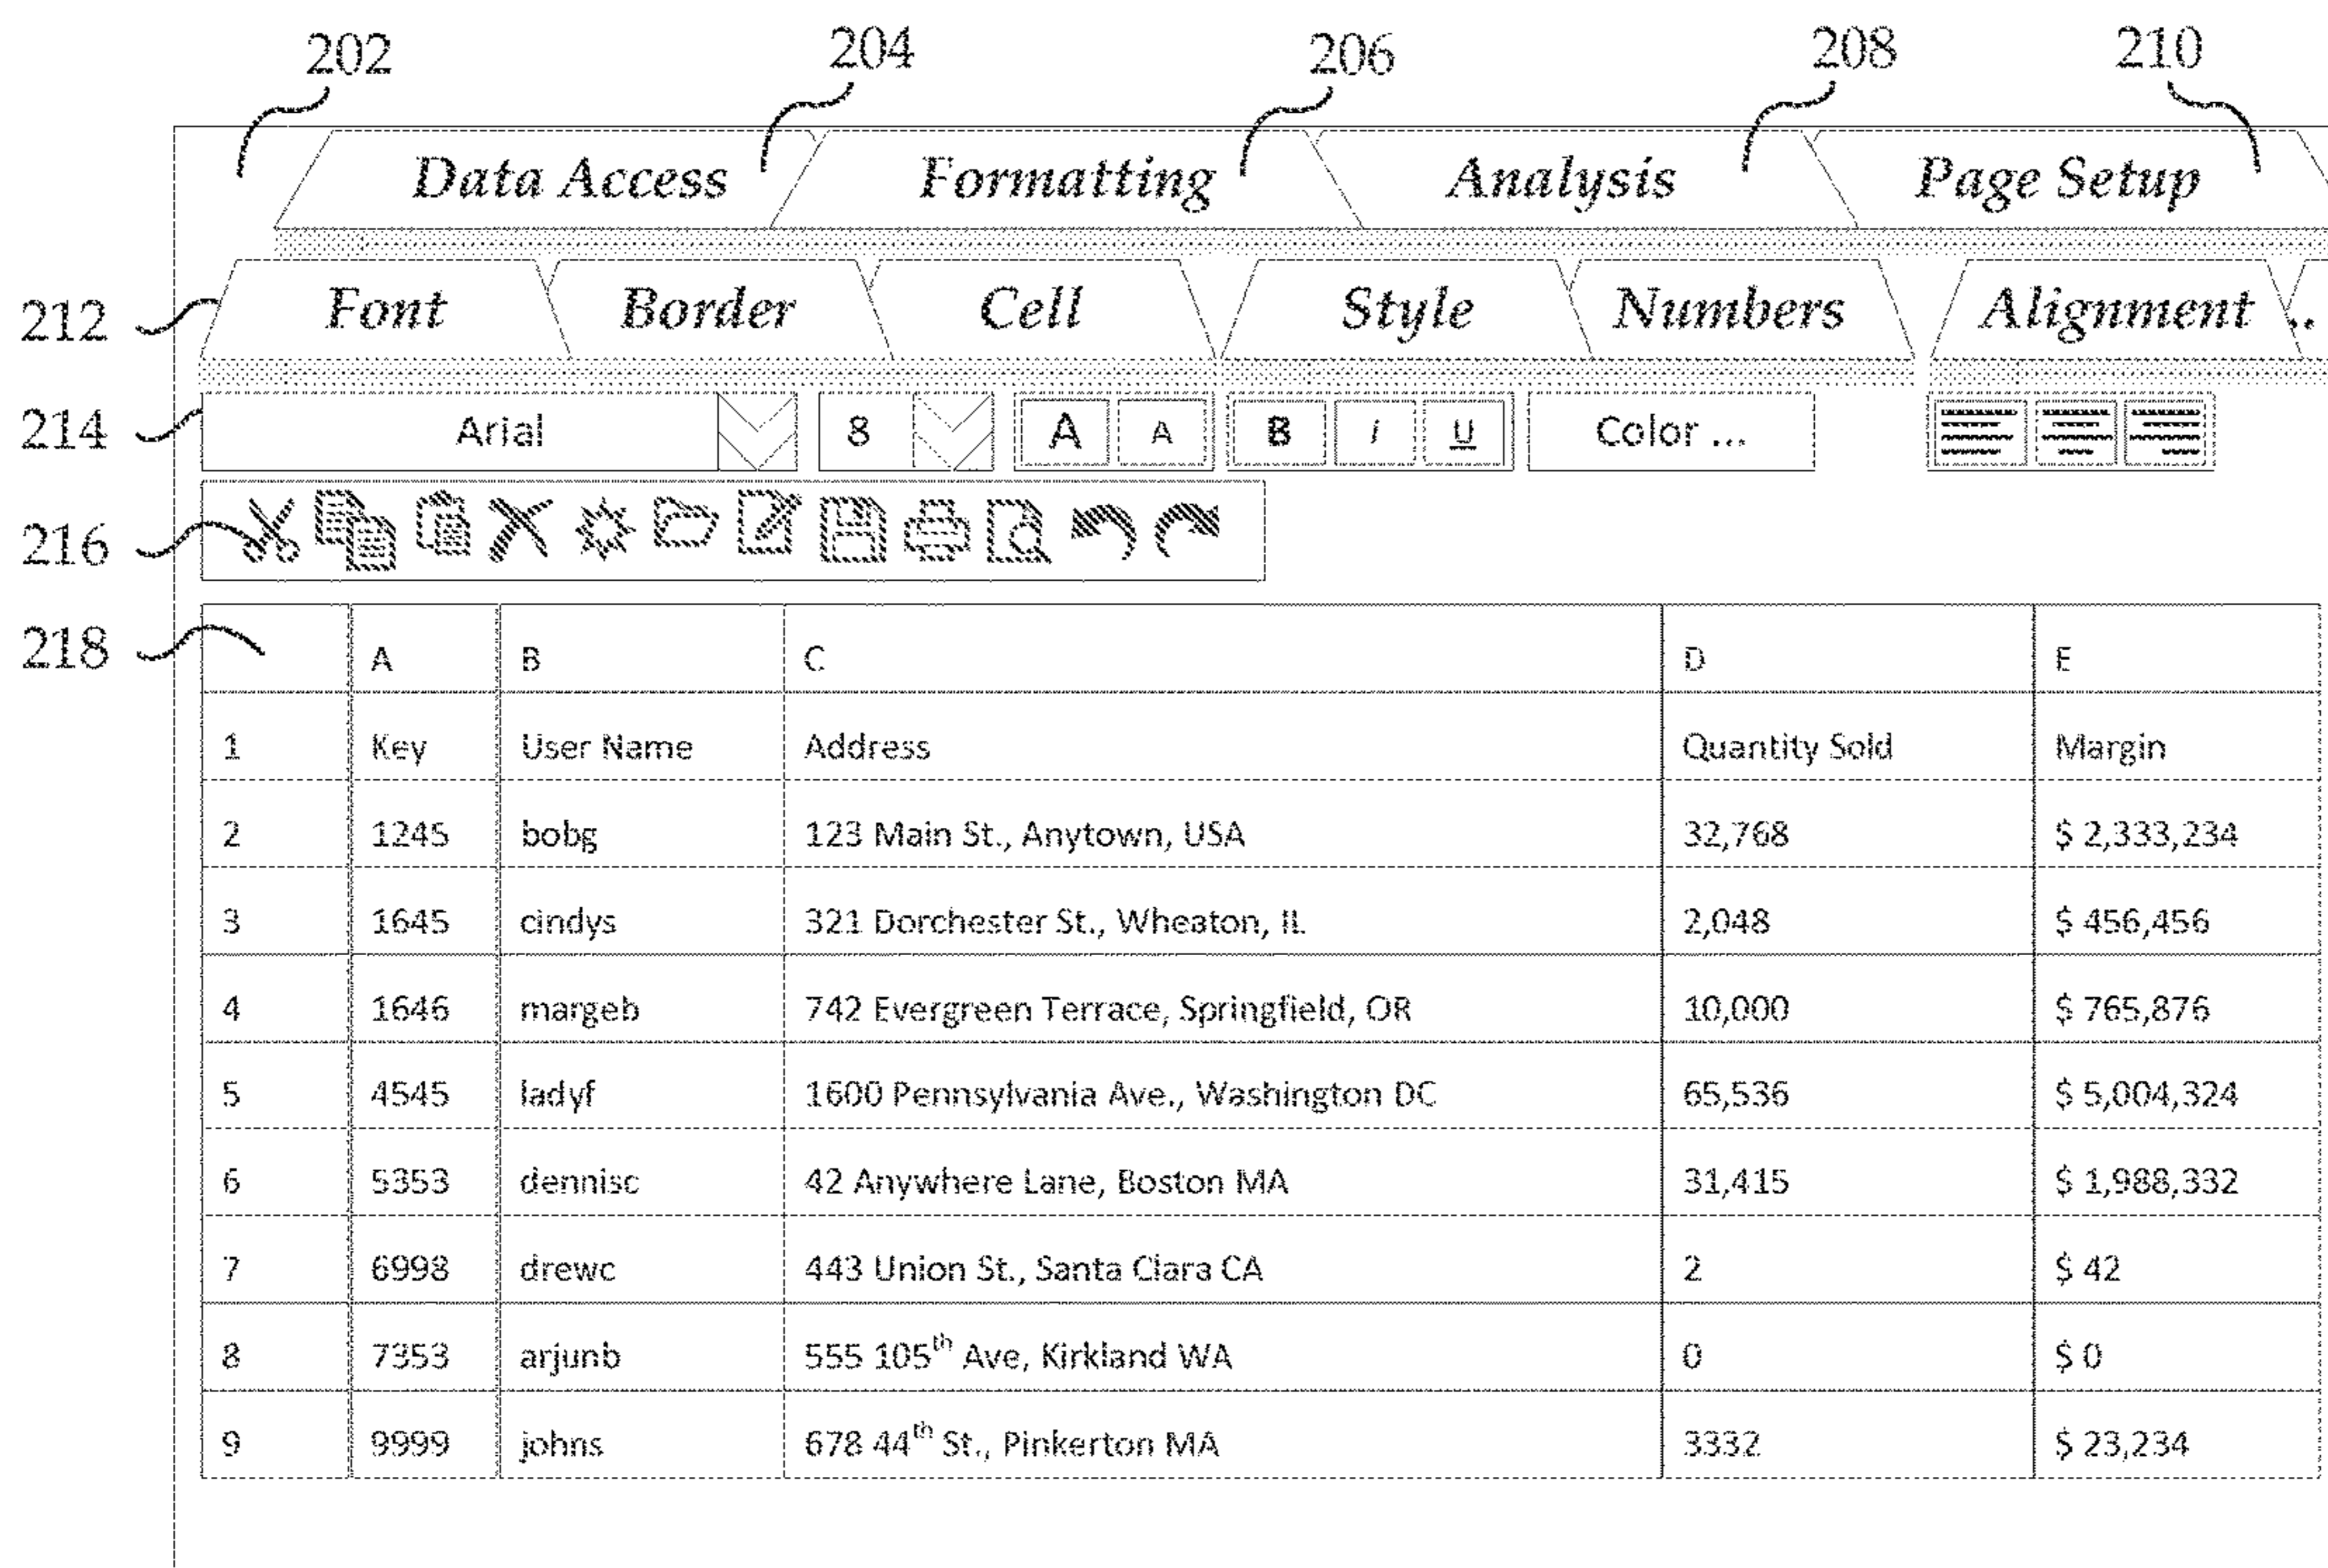 202 204 206 208 210
Data Access Formatting Analysis Page Setup
212 Font Border Cell Style Numbers Alignment ..
214 Arial 8 A A B I U Color ...
216
218 A B C D E
1 Key User Name Address Quantity Sold Margin
2 1245 bobg 123 Main St., Anytown, USA 32,768 $ 2,333,234
3 1645 cindys 321 Dorchester St., Wheaton, IL 2,048 $ 456,456
4 1646 margeb 742 Evergreen Terrace, Springfield, OR 10,000 $ 765,876
5 4545 ladyf 1600 Pennsylvania Ave., Washington DC 65,536 $ 5,004,324
6 5353 dennisc 42 Anywhere Lane, Boston MA 31,415 $ 1,988,332
7 6998 drewc 443 Union St., Santa Clara CA 2 $ 42
8 7353 arjunb 555 105th Ave, Kirkland WA 0 $ 0
9 9999 johns 678 44th St., Pinkerton MA 3332 $ 23,234